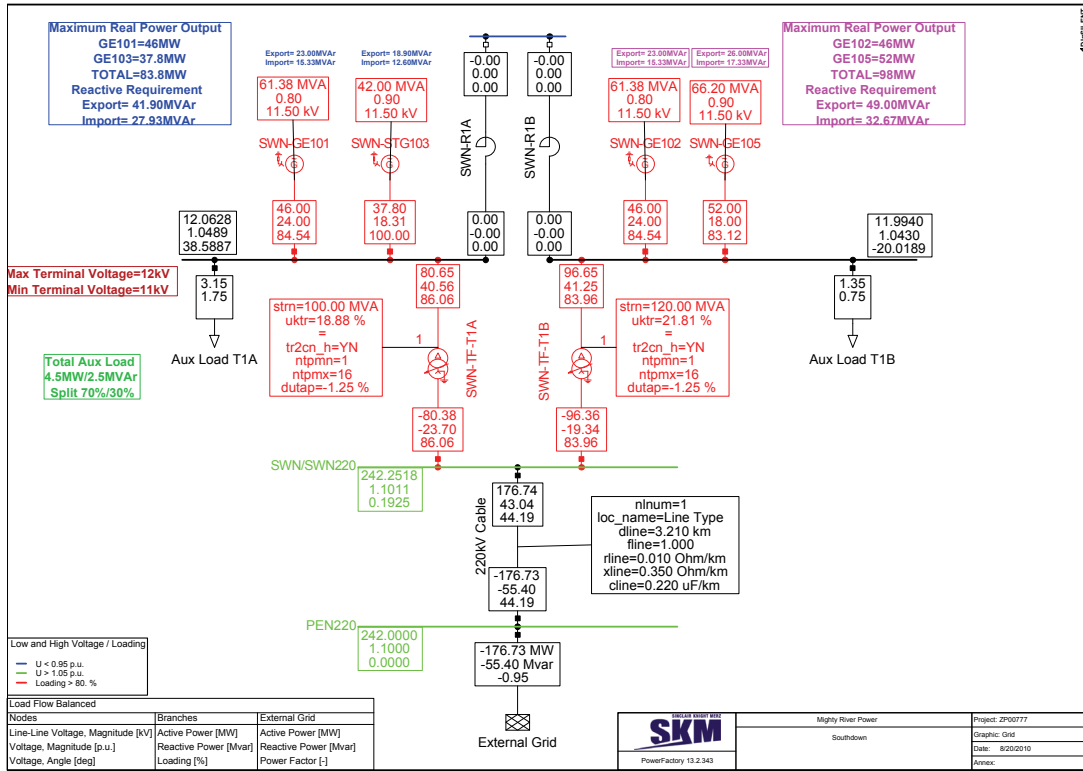 Maximum Real Power Output
GE101=46MW
GE103=37.8MW
TOTAL=83.8MW
Reactive Requirement
Export= 41.90MVAr
Import= 27.93MVAr
Export= 23.00MVAr
Import= 15.33MVAr
Export= 18.90MVAr
Import= 12.60MVAr
61.38 MVA
0.80
11.50 kV
42.00 MVA
0.90
11.50 kV
SWN-GE101
SWN-STG103
G
G
-0.00
0.00
0.00
-0.00
0.00
0.00
SWN-R1A
SWN-R1B
Export= 23.00MVAr
Import= 15.33MVAr
Export= 26.00MVAr
Import= 17.33MVAr
61.38 MVA
0.80
11.50 kV
66.20 MVA
0.90
11.50 kV
SWN-GE102
SWN-GE105
G
G
Maximum Real Power Output
GE102=46MW
GE105=52MW
TOTAL=98MW
Reactive Requirement
Export= 49.00MVAr
Import= 32.67MVAr
12.0628
1.0489
38.5887
46.00
24.00
84.54
37.80
18.31
100.00
0.00
-0.00
0.00
0.00
-0.00
0.00
46.00
24.00
84.54
52.00
18.00
83.12
11.9940
1.0430
-20.0189
Max Terminal Voltage=12kV
Min Terminal Voltage=11kV
3.15
1.75
Aux Load T1A
80.65
40.56
86.06
96.65
41.25
83.96
1.35
0.75
Aux Load T1B
strn=100.00 MVA
uktr=18.88 %
=
tr2cn_h=YN
ntpmn=1
ntpmx=16
dutap=-1.25 %
1
SWN-TF-T1A
SWN-TF-T1B
1
strn=120.00 MVA
uktr=21.81 %
=
tr2cn_h=YN
ntpmn=1
ntpmx=16
dutap=-1.25 %
Total Aux Load
4.5MW/2.5MVAr
Split 70%/30%
-80.38
-23.70
86.06
-96.36
-19.34
83.96
SWN/SWN220
242.2518
1.1011
0.1925
176.74
43.04
44.19
220kV Cable
nlnum=1
loc_name=Line Type
dline=3.210 km
fline=1.000
rline=0.010 Ohm/km
xline=0.350 Ohm/km
cline=0.220 uF/km
-176.73
-55.40
44.19
PEN220
242.0000
1.1000
0.0000
-176.73 MW
-55.40 Mvar
-0.95
External Grid
Low and High Voltage / Loading
U < 0.95 p.u.
U > 1.05 p.u.
Loading > 80. %
Load Flow Balanced
Nodes Branches External Grid
Line-Line Voltage, Magnitude [kV] Active Power [MW] Active Power [MW]
Voltage, Magnitude [p.u.] Reactive Power [Mvar] Reactive Power [Mvar]
Voltage, Angle [deg] Loading [%] Power Factor [-]
SINCLAIR KNIGHT MERZ
SKM
PowerFactory 13.2.343
Mighty River Power
Southdown
Project: ZP00777
Graphic: Grid
Date: 8/20/2010
Annex: